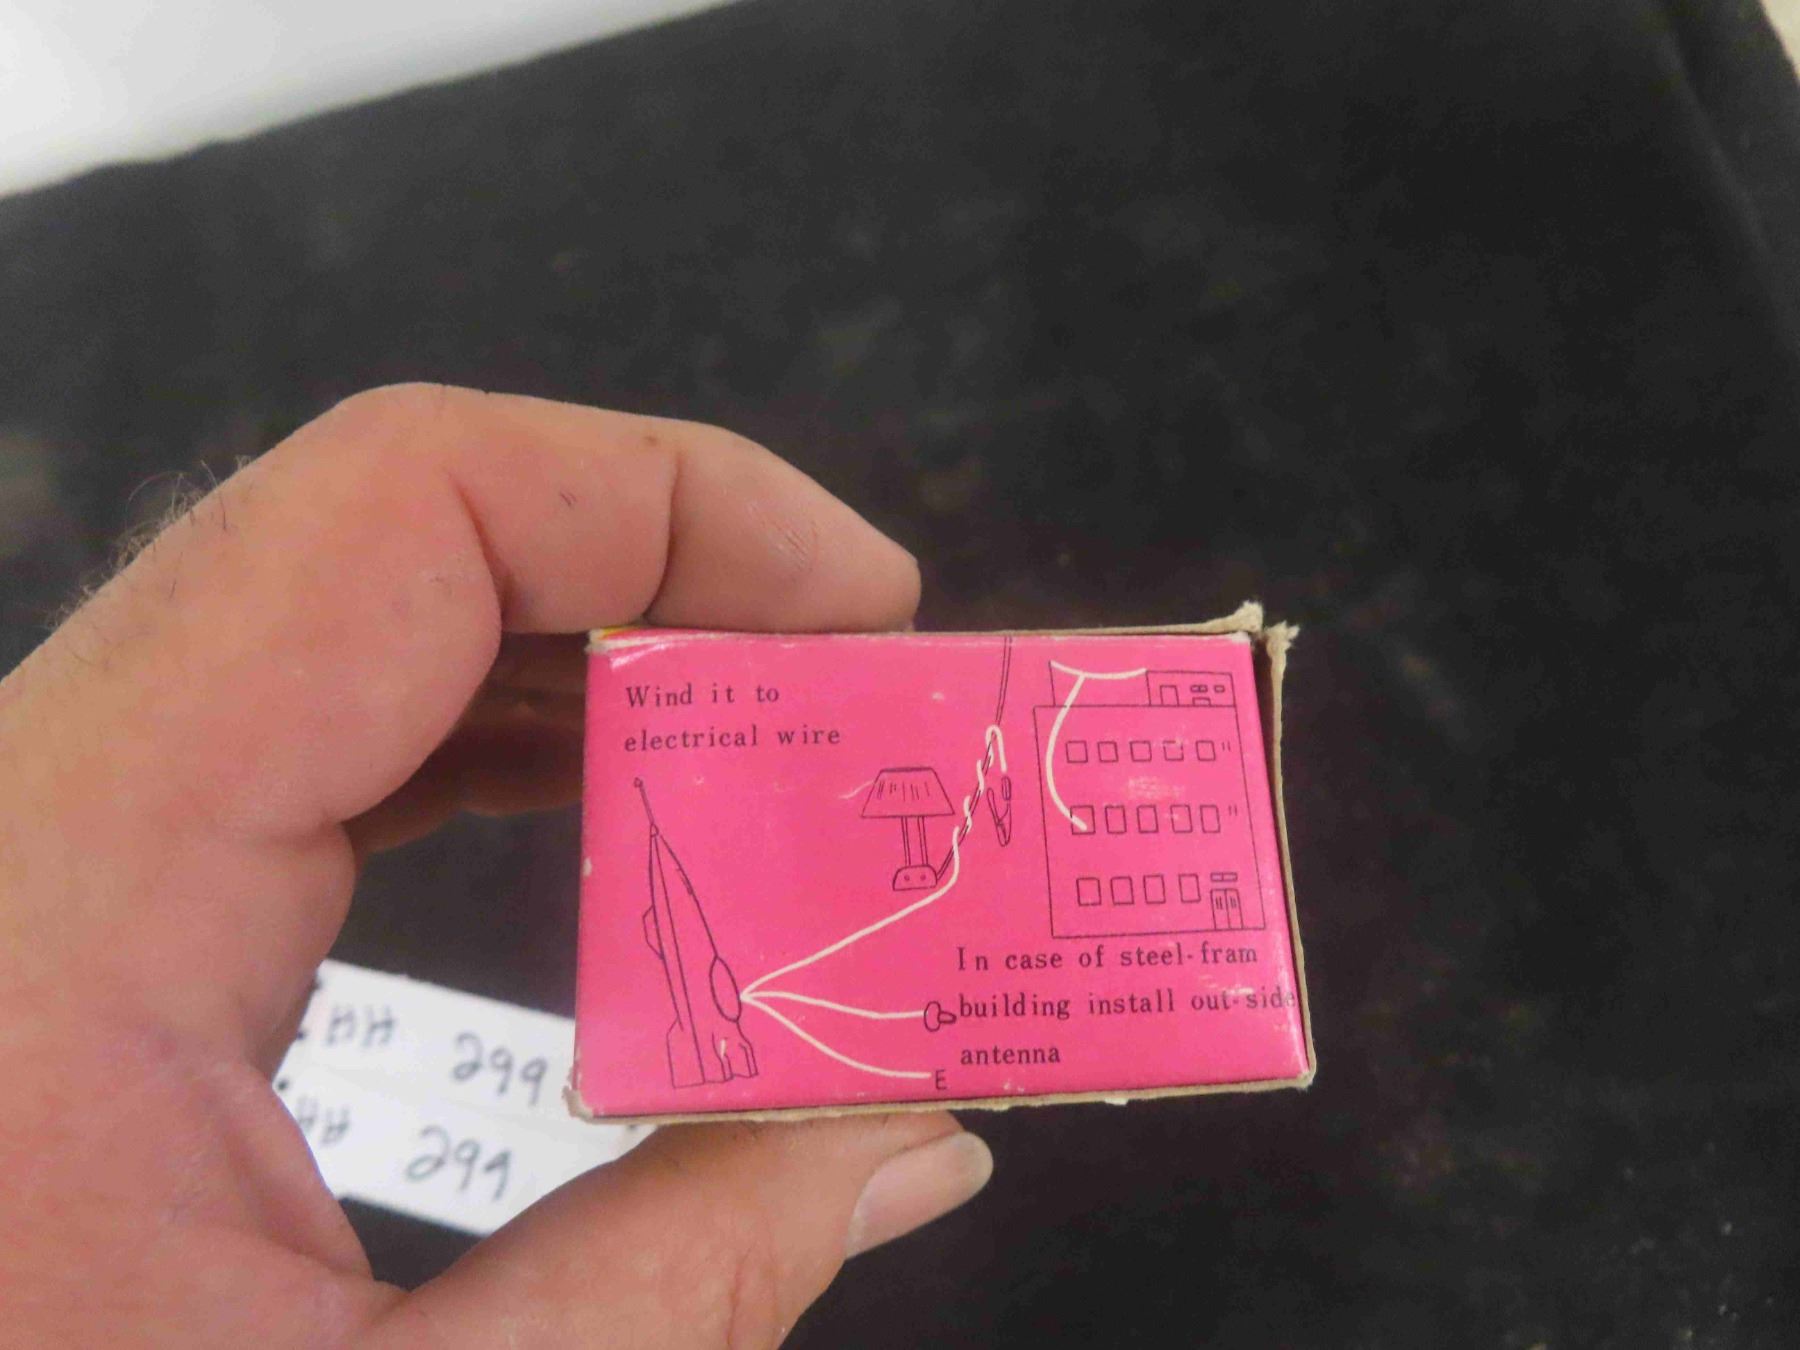 Wind it to
electrical wire
In case of steel-fram
building install out-side
antenna
E
HH 299
HH 299